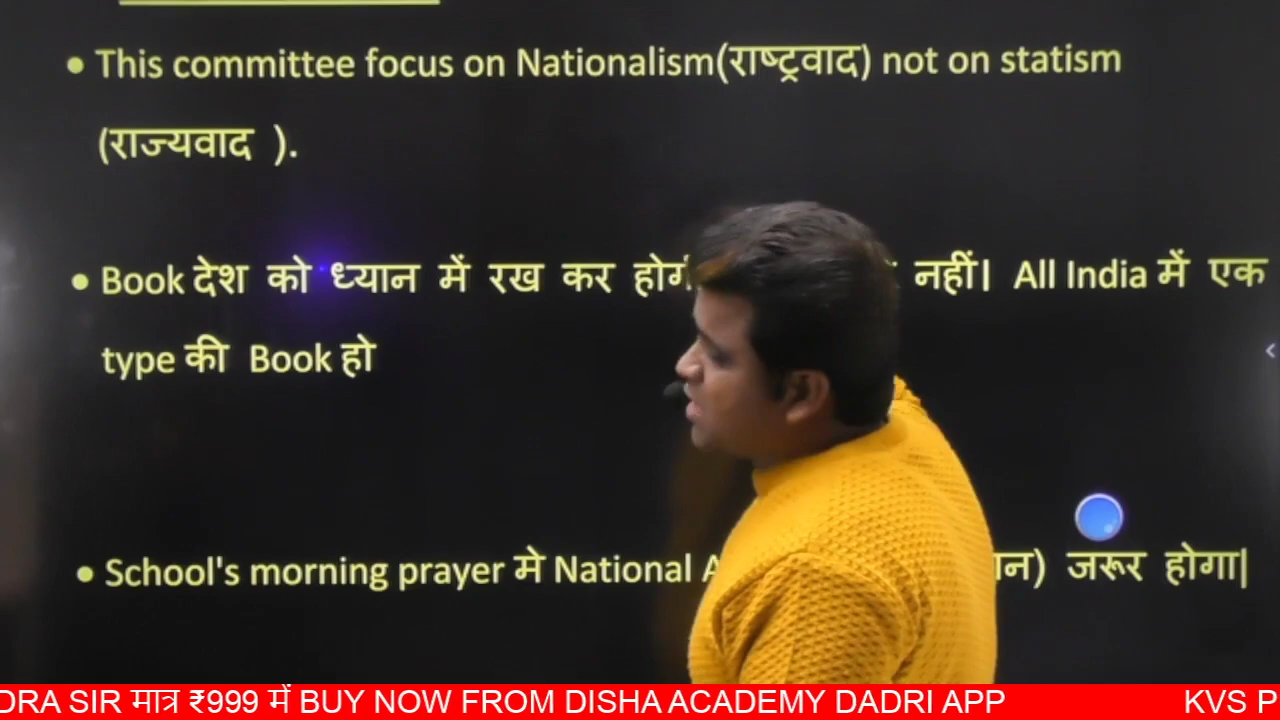 • This committee focus on Nationalism(राष्ट्रवाद) not on statism
(राज्यवाद ).
• Book देश को ध्यान में रख कर नहीं। All India में एक
type की Book हो
• School's morning prayer मे National जरूर होगा|
SIR मात्र ₹999 में BUY NOW FROM DISHA ACADEMY DADRI APP KVS